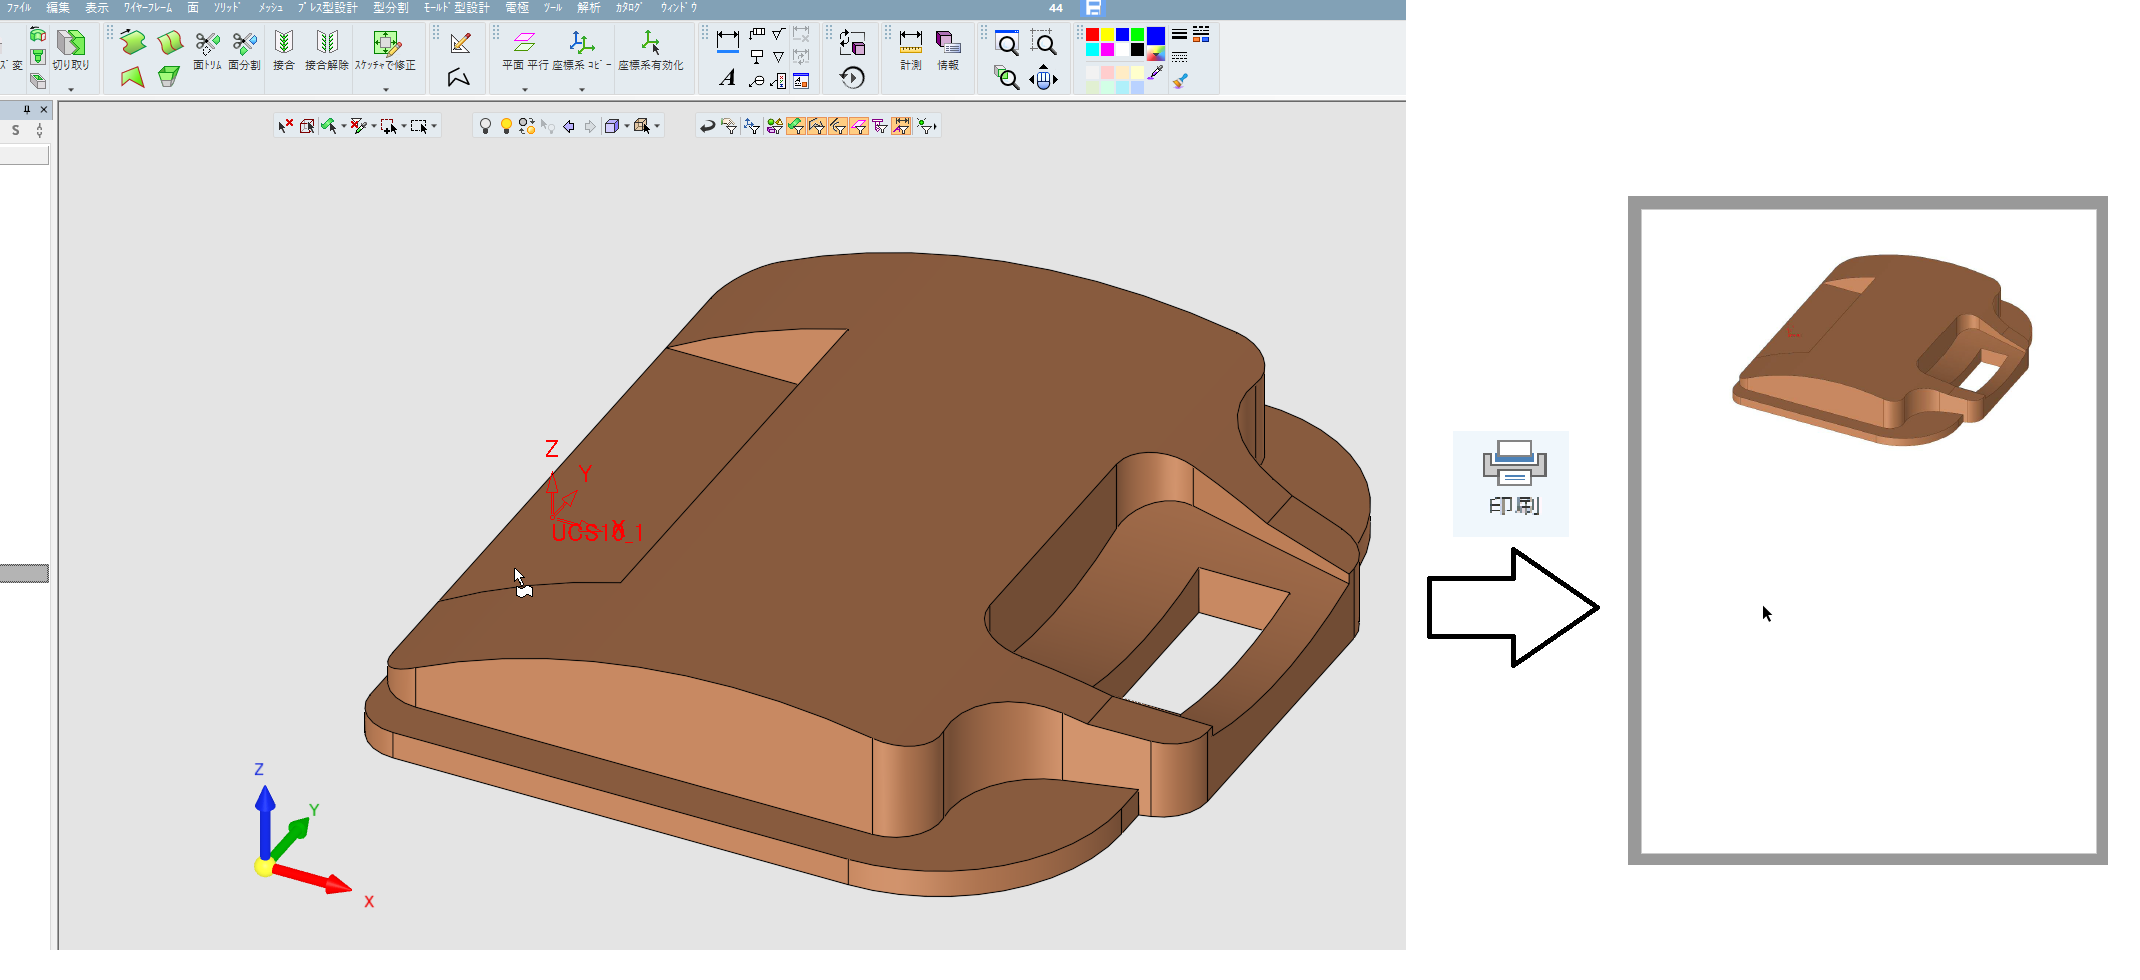 ﾌｧｲﾙ 編集 表示 ﾜｲﾔｰﾌﾚｰﾑ 面 ｿﾘｯﾄﾞ ﾒｯｼｭ ﾌﾟﾚｽ型設計 型分割 ﾓｰﾙﾄﾞ型設計 電極 ﾂｰﾙ 解析 ｶﾀﾛｸﾞ ｳｨﾝﾄﾞｳ 44
変 切り取り 面ﾄﾘﾑ 面分割 接合 接合解除 ｽｹｯﾁｬで修正 平面 平行 座標系 ｺﾋﾟｰ 座標系有効化 計測 情報
A
S
Z
Y
X
UCS10_1
Z
Y
X
印刷